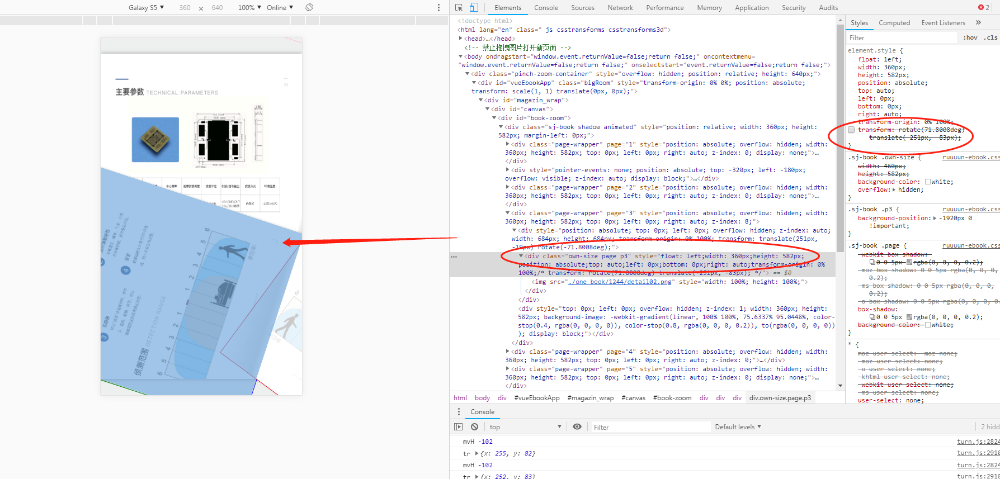 Galaxy S5 ▼ 360 × 640 100% ▼ Online ▼
Elements Console Sources Network Performance Memory Application Security Audits 2
<!doctype html>
<html lang="en" class=" js csstransforms csstransforms3d">
▶<head>…</head>
<!-- 禁止拖拽图片打开新页面 -->
▼<body ondragstart="window.event.returnValue=false;return false;" oncontextmenu=
"window.event.returnValue=false;return false;" onselectstart="event.returnValue=false;return false;">
▼<div class="pinch-zoom-container" style="overflow: hidden; position: relative; height: 640px;">
▼<div id="vueEbookApp" class="bigRoom" style="transform-origin: 0% 0%; position: absolute;
transform: scale(1, 1) translate(0px, 0px);">
▼<div id="magazin_wrap">
▼<div id="canvas">
▼<div id="book-zoom">
▼<div class="sj-book shadow animated" style="position: relative; width: 360px; height:
582px; margin-left: 0px;">
▶<div class="page-wrapper" page="1" style="position: absolute; overflow: hidden; width:
360px; height: 582px; top: 0px; left: 0px; right: auto; z-index: 0; display: none;">…
</div>
▶<div style="pointer-events: none; position: absolute; top: -320px; left: -180px;
overflow: visible; z-index: auto; display: block;">…</div>
▶<div class="page-wrapper" page="2" style="position: absolute; overflow: hidden; width:
360px; height: 582px; top: 0px; left: 0px; right: auto; z-index: 0; display: none;">…
</div>
▼<div class="page-wrapper" page="3" style="position: absolute; overflow: hidden; width:
360px; height: 582px; top: 0px; left: 0px; right: auto; z-index: 8;">
▼<div style="position: absolute; top: 0px; left: 0px; overflow: hidden; z-index: auto;
width: 684px; height: 684px; transform-origin: 0% 100%; transform: translate(251px,
-19px) rotate(-71.8008deg);">
▼<div class="own-size page p3" style="float: left;width: 360px;height: 582px;
position: absolute;top: auto;left: 0px;bottom: 0px;right: auto;transform-origin: 0%
100%;/* transform: rotate(71.8008deg) translate(-251px, -83px); */"> == $0
<img src="./one_book/1244/detail02.png" style="width: 100%; height: 100%;">
</div>
</div>
<div style="top: 0px; left: 0px; overflow: hidden; z-index: 1; width: 360px; height:
582px; background-image: -webkit-gradient(linear, 100% 100%, 75.6337% 95.0448%, color-
stop(0.4, rgba(0, 0, 0, 0)), color-stop(0.8, rgba(0, 0, 0, 0.2)), to(rgba(0, 0, 0, 0))
); display: block;"></div>
</div>
▶<div class="page-wrapper" page="4" style="position: absolute; overflow: hidden; width:
360px; height: 582px; top: 0px; left: 0px; right: auto; z-index: 0;">…</div>
▶<div class="page-wrapper" page="5" style="position: absolute; overflow: hidden; width:
360px; height: 582px; top: 0px; left: 0px; right: auto; z-index: 0; display: none;">…
</div>
html body div #vueEbookApp #magazin_wrap #canvas #book-zoom div div div div.own-size.page.p3
Styles Computed Event Listeners »
Filter :hov .cls
element.style {
float: left;
width: 360px;
height: 582px;
position: absolute;
top: auto;
left: 0px;
bottom: 0px;
right: auto;
transform-origin: 0% 100%;
transform: rotate(71.8008deg)
translate(-251px, -83px);
}
.sj-book .own-size { ruuuun-ebook.css
width: 460px;
height: 582px;
background-color: white;
overflow:▶ hidden;
}
.sj-book .p3 { ruuuun-ebook.css
background-position:▶ -1920px 0
!important;
}
.sj-book .page { ruuuun-ebook.css
-webkit-box-shadow:
0 0 5px rgba(0, 0, 0, 0.2);
-moz-box-shadow: 0 0 5px rgba(0, 0, 0,
0.2);
-ms-box-shadow: 0 0 5px rgba(0, 0, 0,
0.2);
-o-box-shadow: 0 0 5px rgba(0, 0, 0, 0.
box-shadow:
0 0 5px rgba(0, 0, 0, 0.2);
background-color: white;
}
* {
moz-user-select: -moz-none;
-moz-user-select: none;
-o-user-select: none;
-khtml-user-select: none;
-webkit-user-select: none;
-ms-user-select: none;
user-select: none;
Console
top ▼ Filter Default levels ▼ 2 hidd
mvH -102 turn.js:2824
tr ▶{x: 255, y: 82} turn.js:2910
mvH -102 turn.js:2824
tr ▶{x: 252, y: 83} turn.js:2910
主要参数 TECHNICAL PARAMETERS
03
安装方式
内置式
4 安全
3 无障碍
侦测范围 DETECTION RANGE
6 5 4 3 2 1 1 2 3 4 5 6